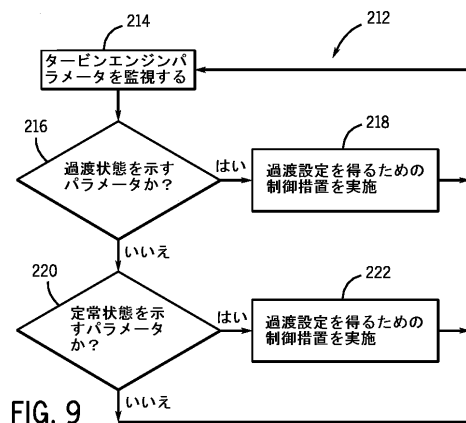 212
214
タービンエンジンパ
ラメータを監視する
216
過渡状態を示す
パラメータか？
はい
218
過渡設定を得るための
制御措置を実施
いいえ
220
定常状態を示
すパラメータ
か？
はい
222
過渡設定を得るための
制御措置を実施
いいえ
FIG. 9